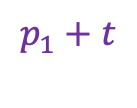 p₁ + t